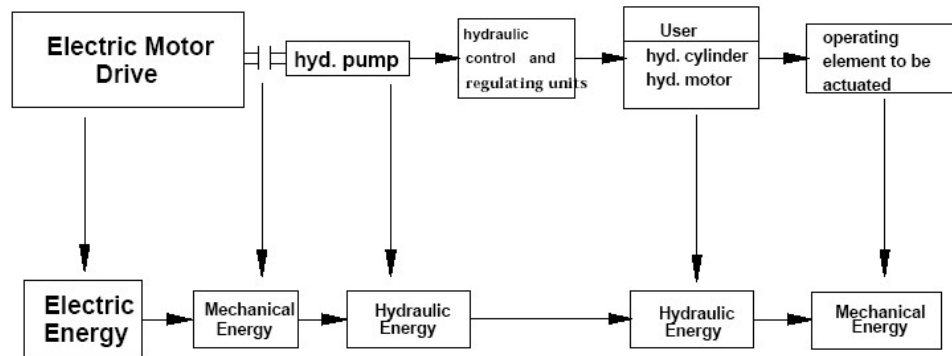 Electric Motor
Drive
hyd. pump
hydraulic
control and
regulating units
User
hyd. cylinder
hyd. motor
operating
element to be
actuated
Electric
Energy
Mechanical
Energy
Hydraulic
Energy
Hydraulic
Energy
Mechanical
Energy